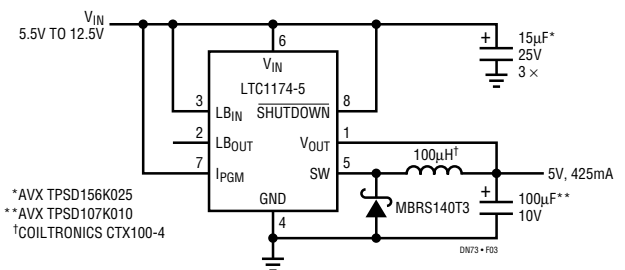 VIN
5.5V TO 12.5V
6
VIN
LTC1174-5
3
LBIN
SHUTDOWN
8
2
LBOUT
VOUT
1
7
IPGM
SW
5
GND
4
+
15µF*
25V
3 ×
100µH†
5V, 425mA
MBRS140T3
+
100µF**
10V
*AVX TPSD156K025
**AVX TPSD107K010
†COILTRONICS CTX100-4
DN73 • F03